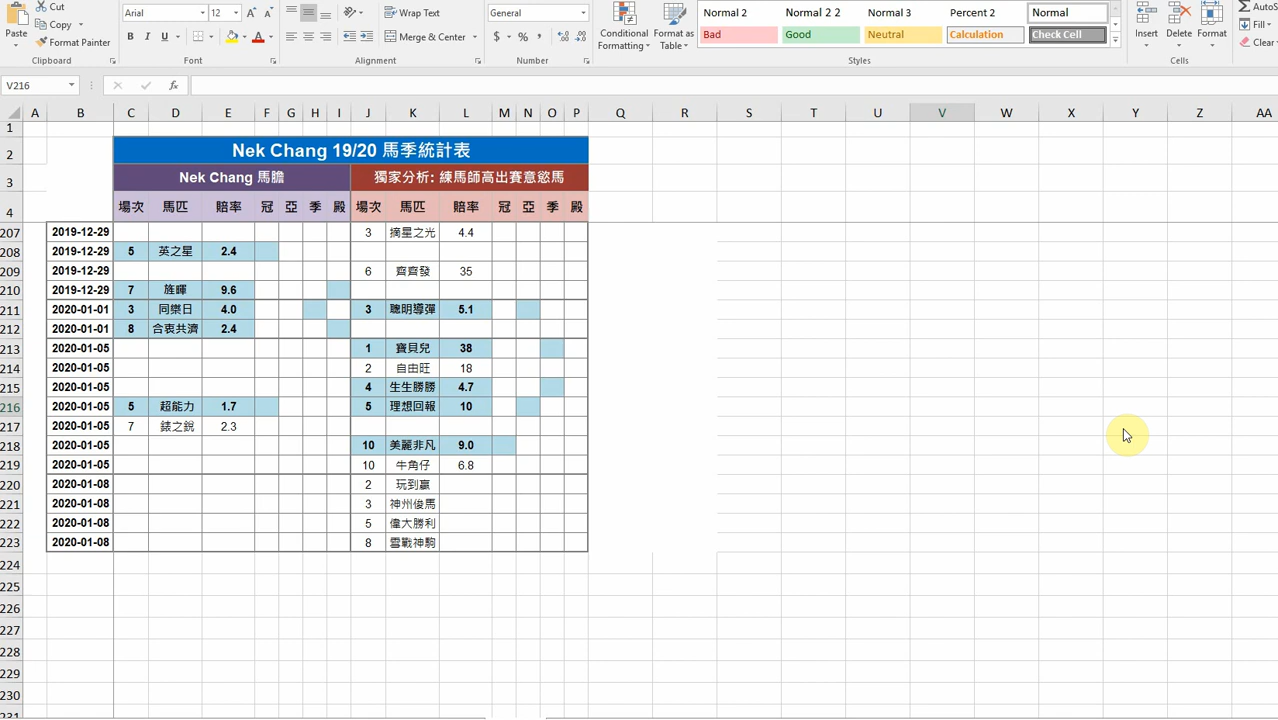 Cut
Arial 12
Wrap Text
General
Normal 2 Normal 2 2 Normal 3 Percent 2 Normal
AutoS
Paste
Copy
Format Painter
B I U
Merge & Center
$ % ,
Conditional Formatting
Format as Table
Bad Good Neutral Calculation Check Cell
Insert Delete Format
Fill
Clear
Clipboard Font Alignment Number Styles Cells
V216 fx
A B C D E F G H I J K L M N O P Q R S T U V W X Y Z AA
1
2 Nek Chang 19/20 馬季統計表
3 Nek Chang 馬膽 獨家分析: 練馬師高出賽意慾馬
4 場次 馬匹 賠率 冠 亞 季 殿 場次 馬匹 賠率 冠 亞 季 殿
207 2019-12-29 3 摘星之光 4.4
208 2019-12-29 5 英之星 2.4
209 2019-12-29 6 齊齊發 35
210 2019-12-29 7 旌暉 9.6
211 2020-01-01 3 同樂日 4.0 3 聰明導彈 5.1
212 2020-01-01 8 合衷共濟 2.4
213 2020-01-05 1 寶貝兒 38
214 2020-01-05 2 自由旺 18
215 2020-01-05 4 生生勝勝 4.7
216 2020-01-05 5 超能力 1.7 5 理想回報 10
217 2020-01-05 7 錶之銳 2.3
218 2020-01-05 10 美麗非凡 9.0
219 2020-01-05 10 牛角仔 6.8
220 2020-01-08 2 玩到贏
221 2020-01-08 3 神州俊馬
222 2020-01-08 5 偉大勝利
223 2020-01-08 8 雪戰神駒
224
225
226
227
228
229
230
231